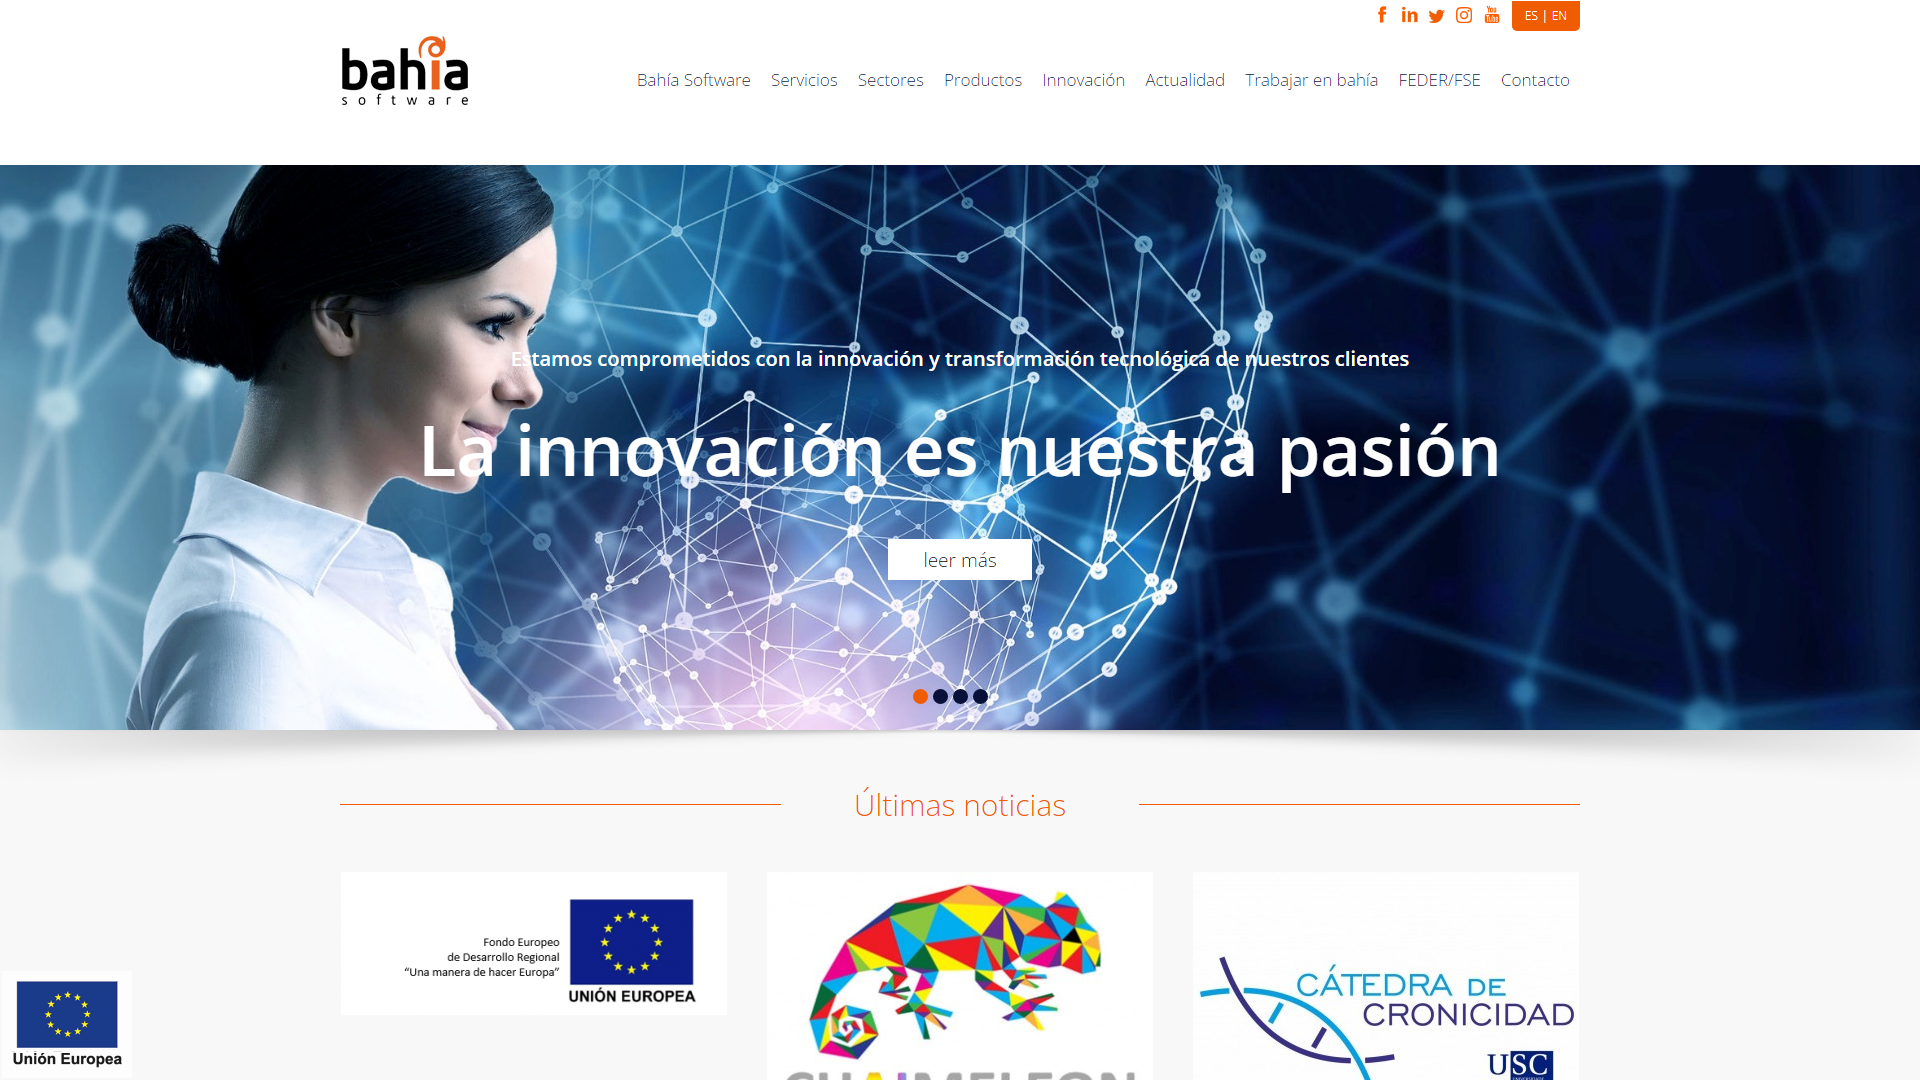 ES | EN
bahía
software
Bahía Software Servicios Sectores Productos Innovación Actualidad Trabajar en bahía FEDER/FSE Contacto
Estamos comprometidos con la innovación y transformación tecnológica de nuestros clientes
La innovación es nuestra pasión
leer más
Últimas noticias
Fondo Europeo
de Desarrollo Regional
“Una manera de hacer Europa”
UNIÓN EUROPEA
CHAIMELEON
CÁTEDRA DE
CRONICIDAD
USC
Unión Europea